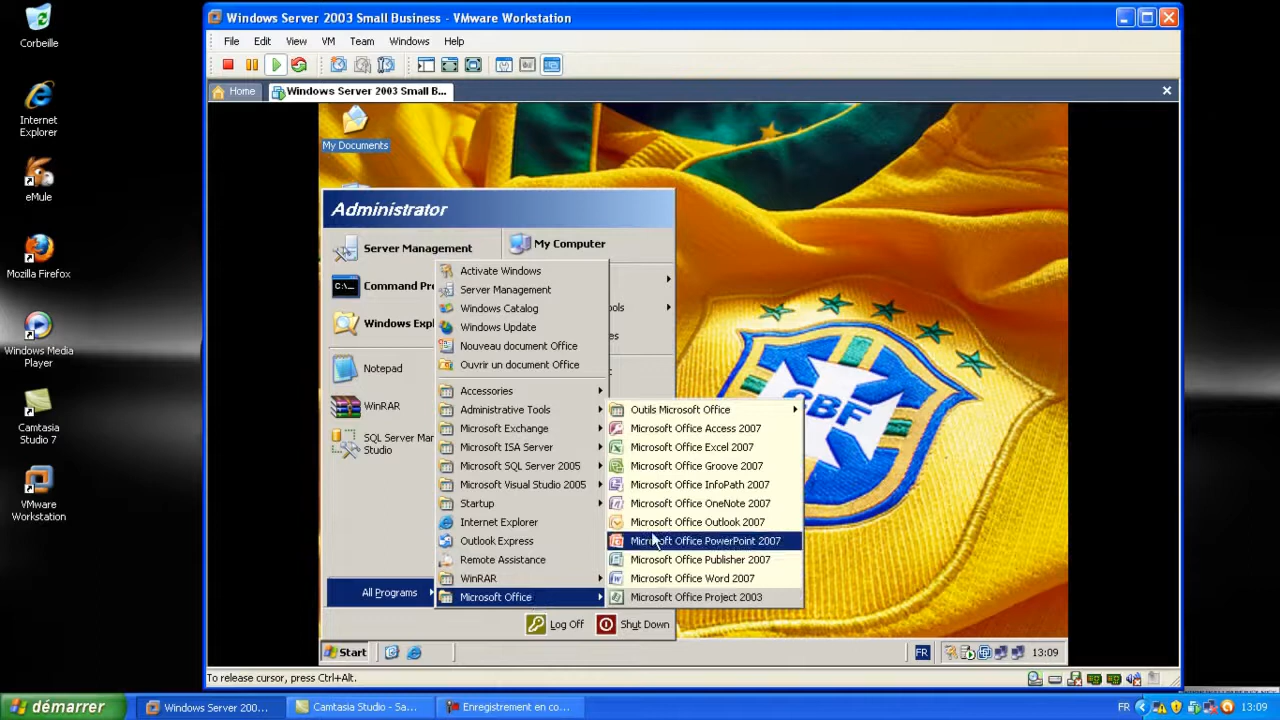 Windows Server 2003 Small Business - VMware Workstation
File Edit View VM Team Windows Help
Home
Windows Server 2003 Small B...
Corbeille
Internet
Explorer
eMule
Mozilla Firefox
Windows Media
Player
Camtasia
Studio 7
VMware
Workstation
My Documents
Administrator
Server Management
My Computer
Command Pr
Windows Expl
Notepad
WinRAR
SQL Server Man
Studio
All Programs
Activate Windows
Server Management
Windows Catalog
Windows Update
Nouveau document Office
Ouvrir un document Office
Accessories
Administrative Tools
Microsoft Exchange
Microsoft ISA Server
Microsoft SQL Server 2005
Microsoft Visual Studio 2005
Startup
Internet Explorer
Outlook Express
Remote Assistance
WinRAR
Microsoft Office
ools
es
Outils Microsoft Office
Microsoft Office Access 2007
Microsoft Office Excel 2007
Microsoft Office Groove 2007
Microsoft Office InfoPath 2007
Microsoft Office OneNote 2007
Microsoft Office Outlook 2007
Microsoft Office PowerPoint 2007
Microsoft Office Publisher 2007
Microsoft Office Word 2007
Microsoft Office Project 2003
CBF
Log Off
Shut Down
Start
FR
13:09
To release cursor, press Ctrl+Alt.
démarrer
Windows Server 200...
Camtasia Studio - Sa...
Enregistrement en co...
FR
13:09